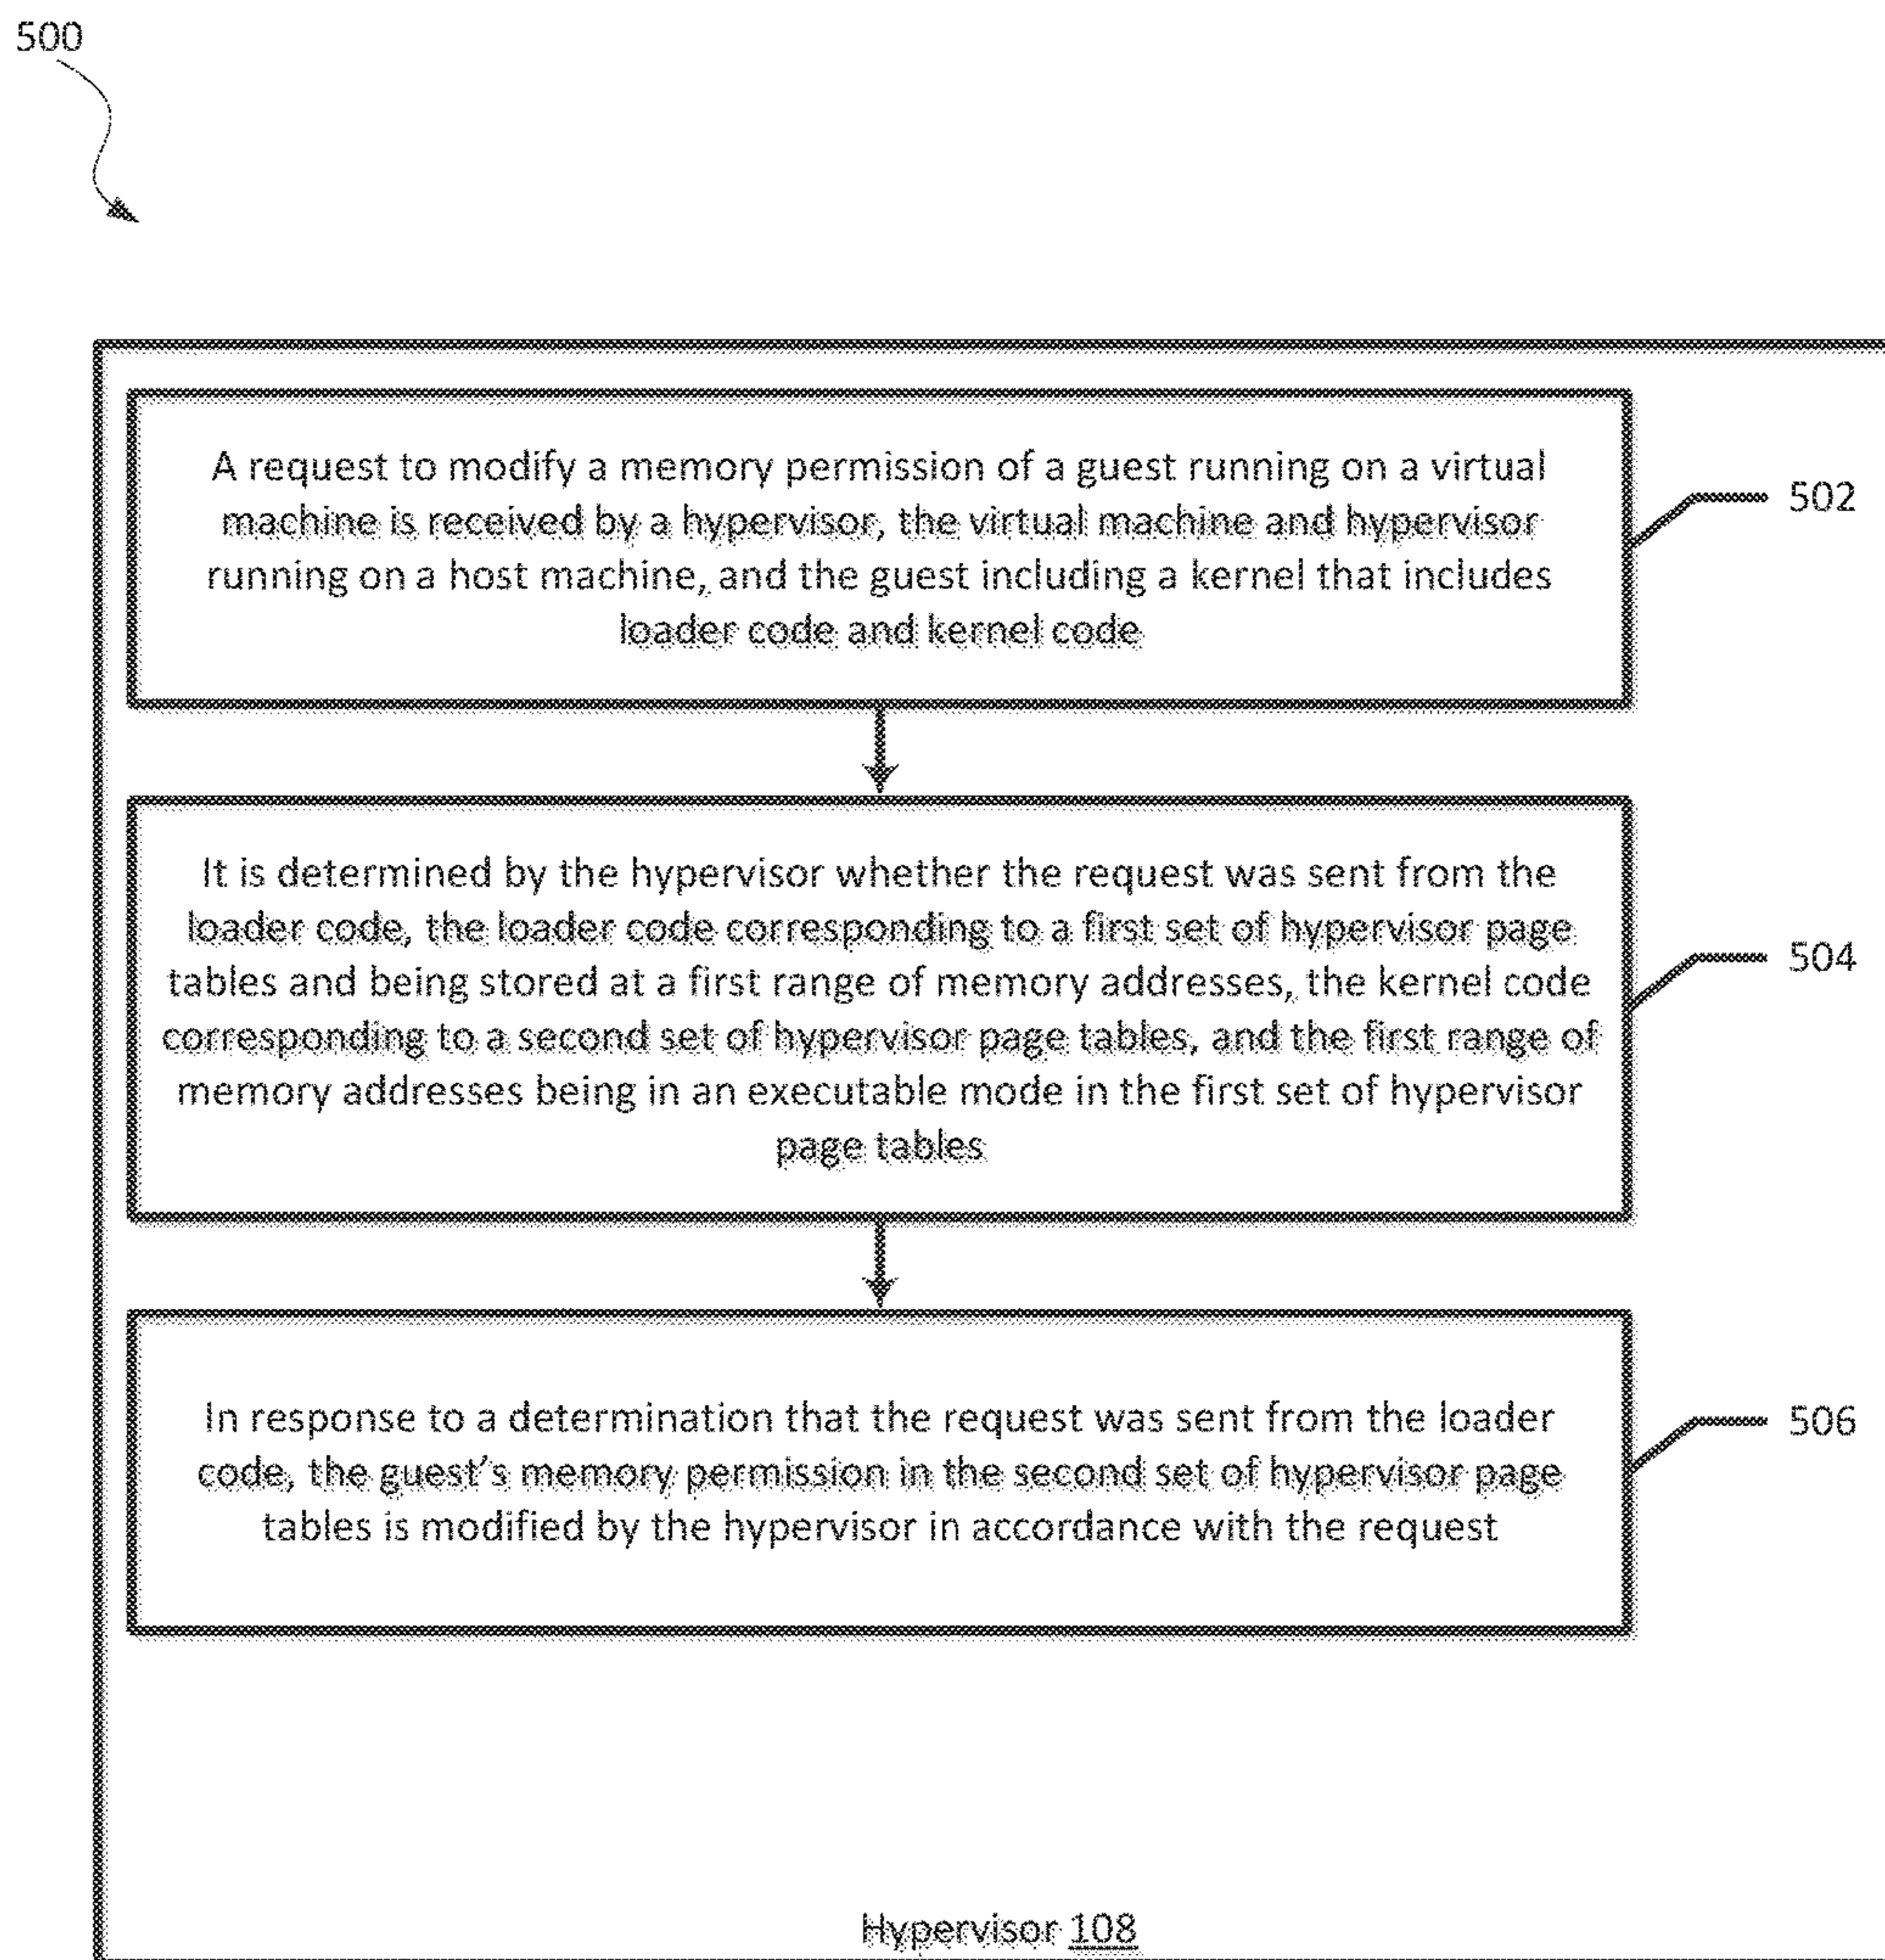 500
A request to modify a memory permission of a guest running on a virtual
machine is received by a hypervisor, the virtual machine and hypervisor
running on a host machine, and the guest including a kernel that includes
loader code and kernel code
502
It is determined by the hypervisor whether the request was sent from the
loader code, the loader code corresponding to a first set of hypervisor page
tables and being stored at a first range of memory addresses, the kernel code
corresponding to a second set of hypervisor page tables, and the first range of
memory addresses being in an executable mode in the first set of hypervisor
page tables
504
In response to a determination that the request was sent from the loader
code, the guest's memory permission in the second set of hypervisor page
tables is modified by the hypervisor in accordance with the request
506
Hypervisor 108